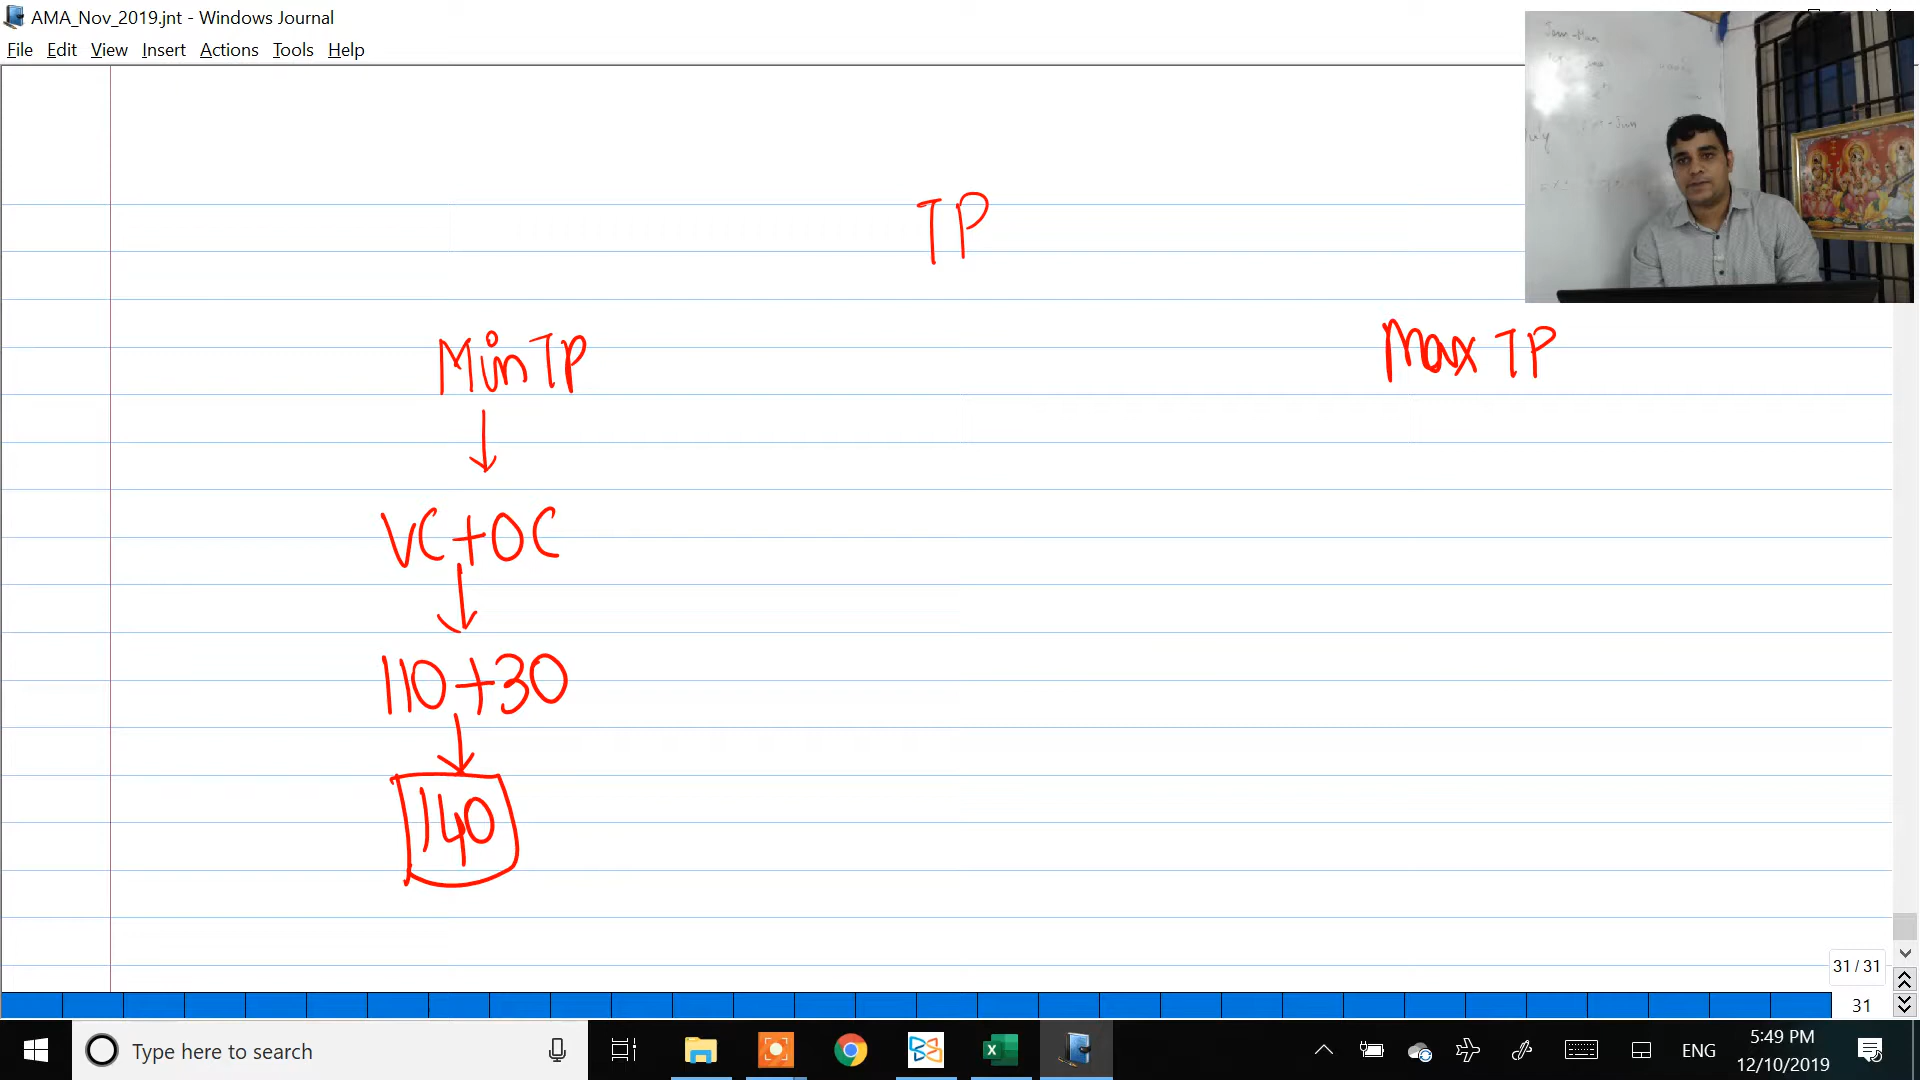 AMA_Nov_2019.jnt - Windows Journal
File Edit View Insert Actions Tools Help
TP
Min TP
Max TP
VC+OC
110+30
140
31 / 31
31
Type here to search
ENG
5:49 PM
12/10/2019